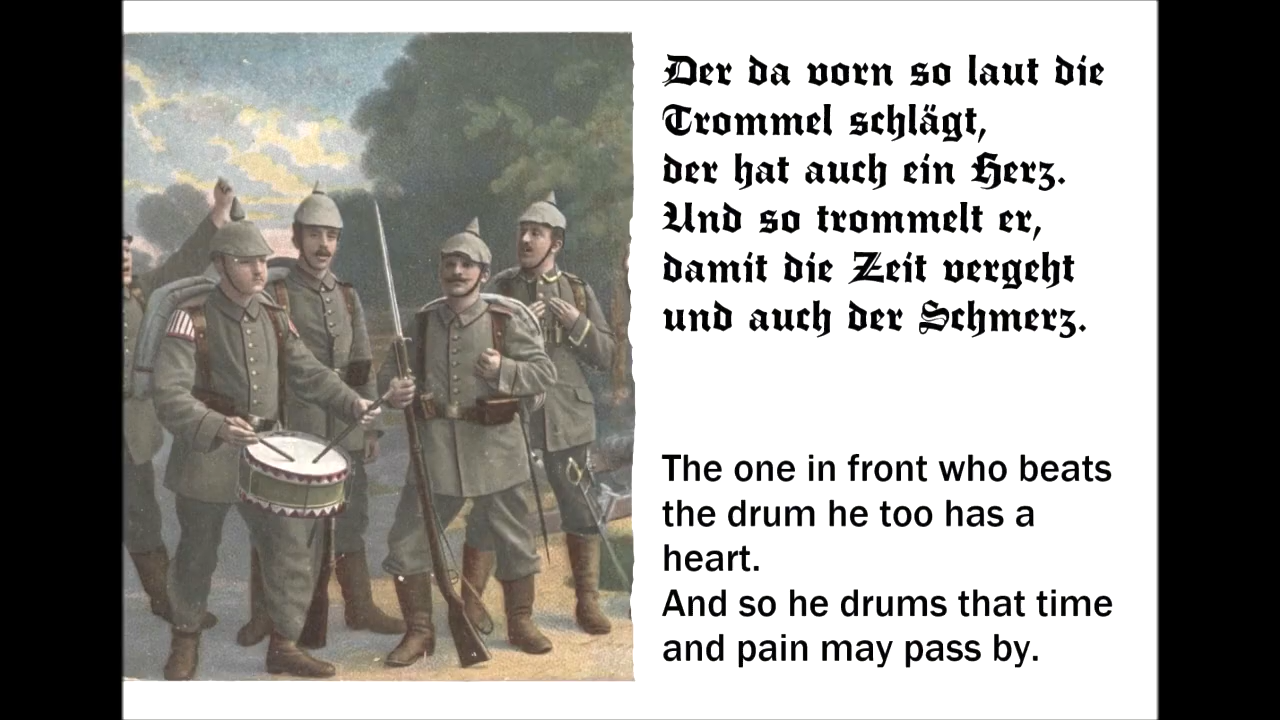 Der da vorn so laut die
Trommel schlägt,
der hat auch ein Herz.
Und so trommelt er,
damit die Zeit vergeht
und auch der Schmerz.
The one in front who beats
the drum he too has a
heart.
And so he drums that time
and pain may pass by.